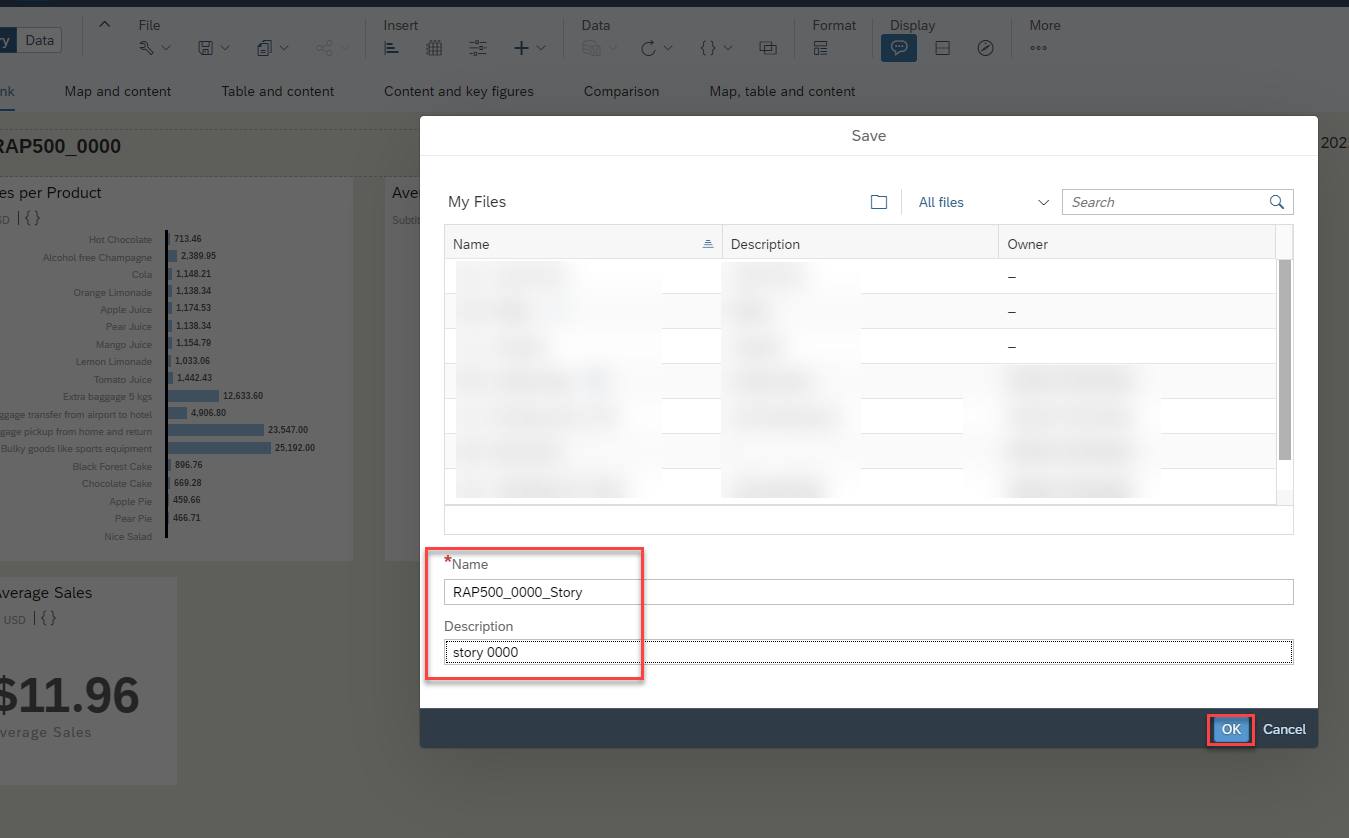 File Insert Data Format Display More
ry Data
nk Map and content Table and content Content and key figures Comparison Map, table and content
RAP500_0000
202
es per Product
SD | { }
Hot Chocolate 713.46
Alcohol free Champagne 2,389.95
Cola 1,148.21
Orange Limonade 1,138.34
Apple Juice 1,174.53
Pear Juice 1,138.34
Mango Juice 1,154.79
Lemon Limonade 1,033.06
Tomato Juice 1,442.43
Extra baggage 5 kgs 12,633.60
ggage transfer from airport to hotel 4,906.80
gage pickup from home and return 23,547.00
Bulky goods like sports equipment 25,192.00
Black Forest Cake 896.76
Chocolate Cake 669.28
Apple Pie 459.66
Pear Pie 466.71
Nice Salad
Ave
Subtit
verage Sales
USD | { }
$11.96
verage Sales
Save
My Files All files Search
Name Description Owner
–
–
–
*Name
RAP500_0000_Story
Description
story 0000
OK Cancel